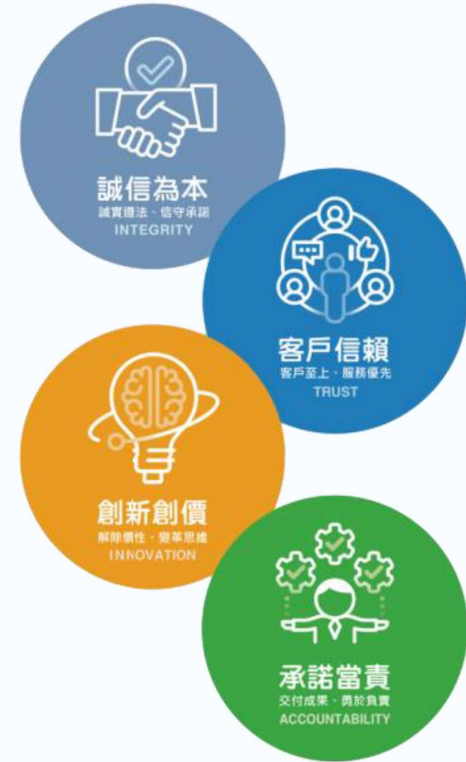 誠信為本
誠實遵法、信守承諾
INTEGRITY
客戶信賴
客戶至上、服務優先
TRUST
創新創價
解除慣性、變革思維
INNOVATION
承諾當責
交付成果、勇於負責
ACCOUNTABILITY